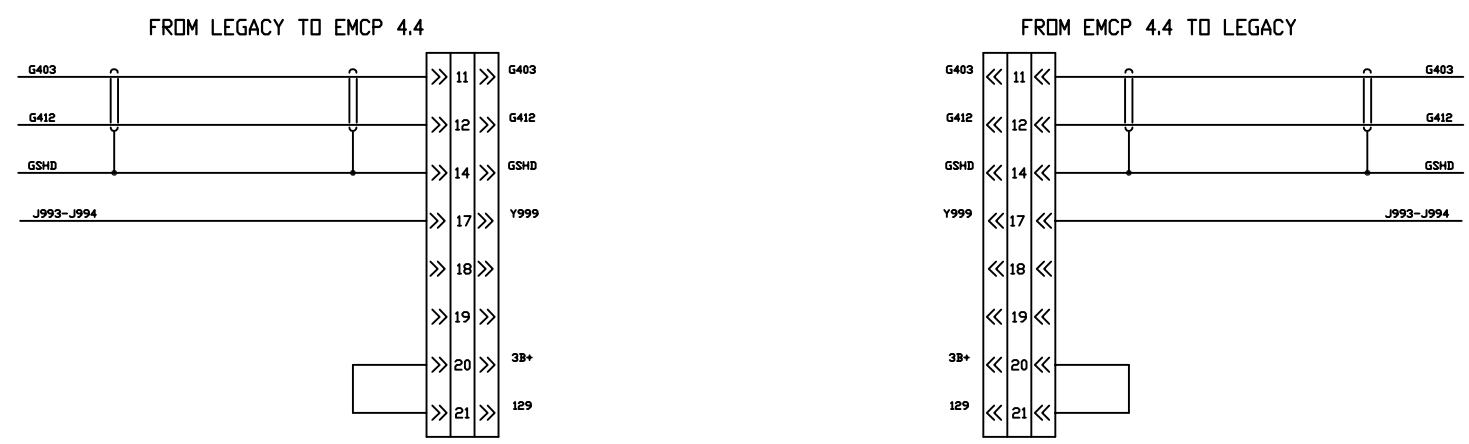 FROM LEGACY TO EMCP 4.4
G403 11 G403
G412 12 G412
GSHD 14 GSHD
J993-J994 17 Y999
18
19
20 3B+
21 129
FROM EMCP 4.4 TO LEGACY
G403 11 G403
G412 12 G412
GSHD 14 GSHD
Y999 17 J993-J994
18
19
3B+ 20
129 21